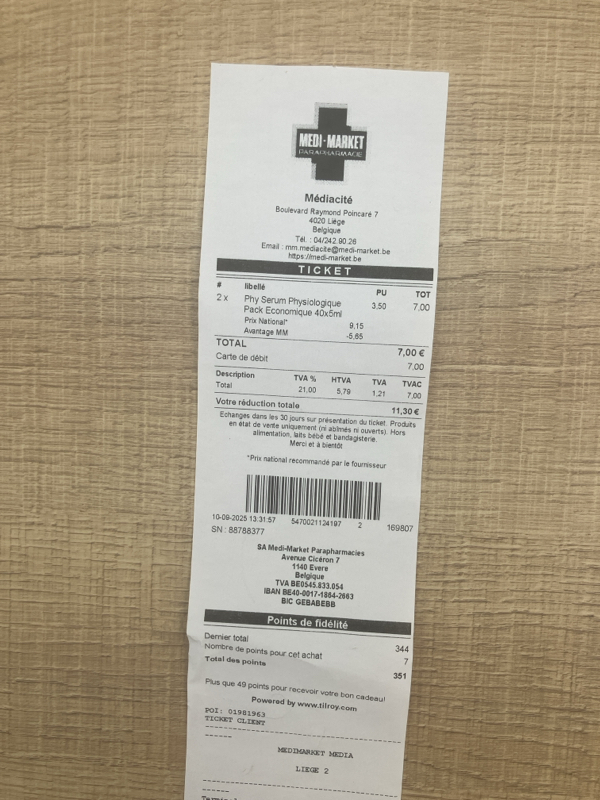 MEDI-MARKET
PARAPHARMACIE
Médiacité
Boulevard Raymond Poincaré 7
4020 Liège
Belgique
Tél. : 04/242.90.26
Email : mm.mediacite@medi-market.be
https://medi-market.be
TICKET
# libellé PU TOT
2 x Phy Serum Physiologique 3,50 7,00
Pack Economique 40x5ml
Prix National* 9,15
Avantage MM -5,65
TOTAL 7,00 €
Carte de débit 7,00
Description TVA % HTVA TVA TVAC
Total 21,00 5,79 1,21 7,00
Votre réduction totale 11,30 €
Echanges dans les 30 jours sur présentation du ticket. Produits
en état de vente uniquement (ni abîmés ni ouverts). Hors
alimentation, laits bébé et bandagisterie.
Merci et à bientôt
*Prix national recommandé par le fournisseur
10-09-2025 13:31:57 5470021124197 2 169807
SN : 88788377
SA Medi-Market Parapharmacies
Avenue Cicéron 7
1140 Evere
Belgique
TVA BE0545.833.054
IBAN BE40-0017-1864-2663
BIC GEBABEBB
Points de fidélité
Dernier total 344
Nombre de points pour cet achat 7
Total des points 351
Plus que 49 points pour recevoir votre bon cadeau!
Powered by www.tilroy.com
POI: 01981963
TICKET CLIENT
MEDIMARKET MEDIA
LIEGE 2